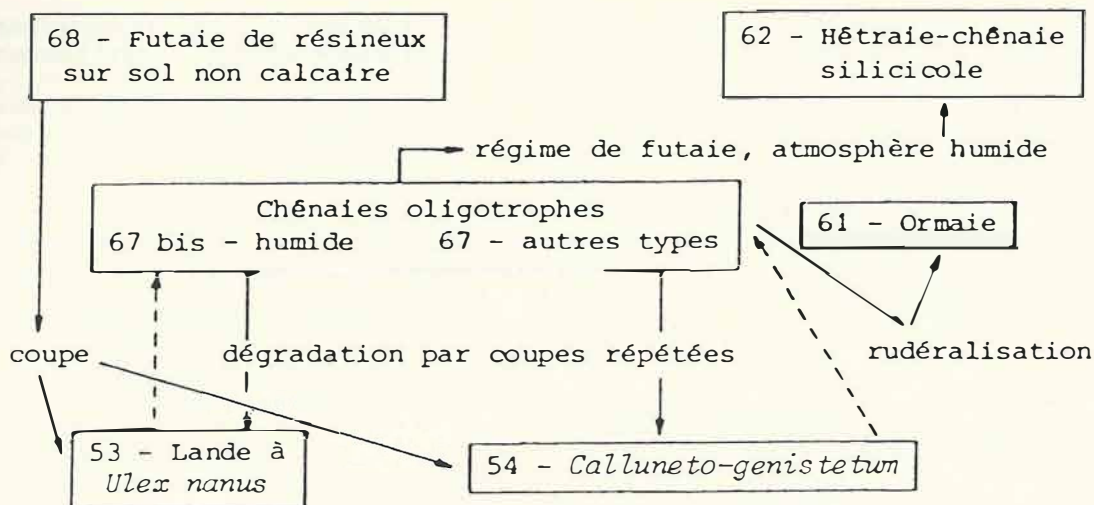 68 - Futaie de résineux
sur sol non calcaire
62 - Hêtraie-chênaie
silicicole
régime de futaie, atmosphère humide
Chênaies oligotrophes
67 bis - humide 67 - autres types
61 - Ormaie
coupe
dégradation par coupes répétées
rudéralisation
53 - Lande à
Ulex nanus
54 - Calluneto-genistetum